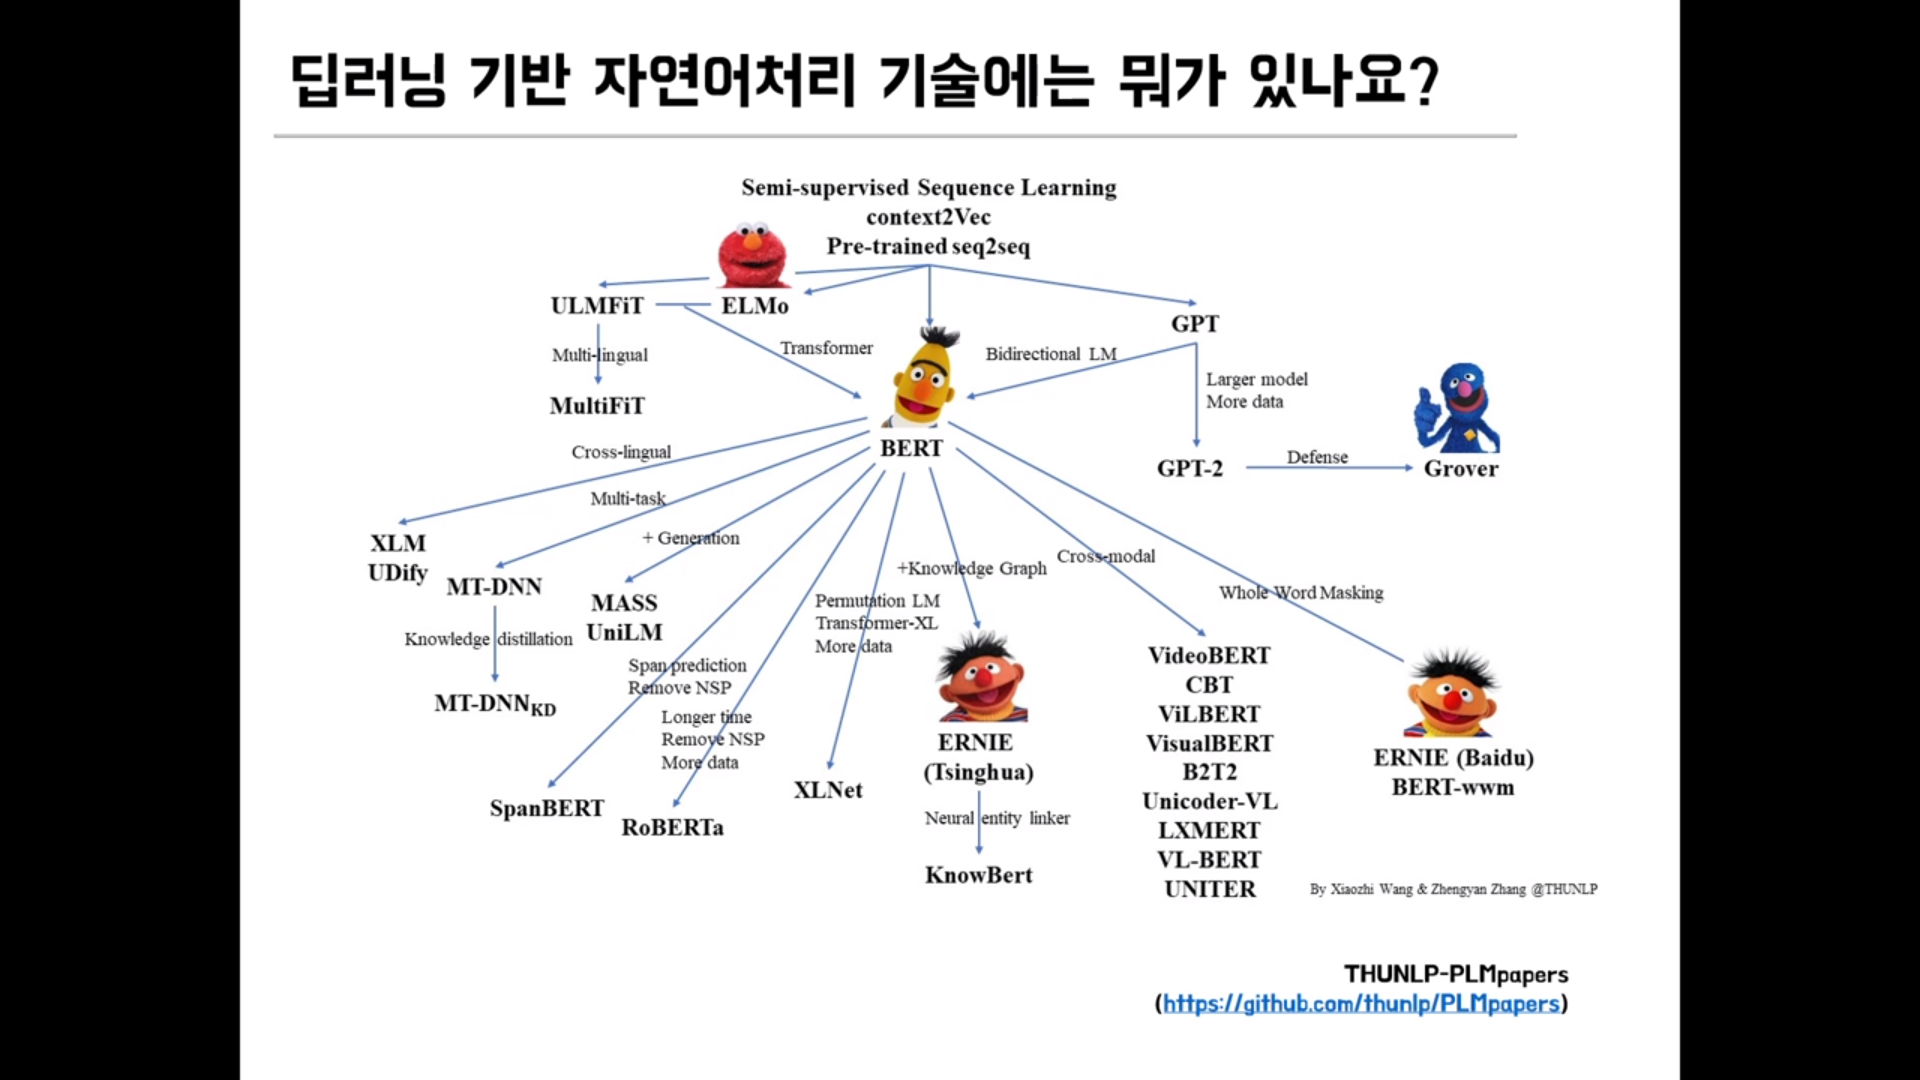 딥러닝 기반 자연어처리 기술에는 뭐가 있나요?
Semi-supervised Sequence Learning
context2Vec
Pre-trained seq2seq
ULMFiT
ELMo
GPT
Multi-lingual
Transformer
Bidirectional LM
Larger model
More data
MultiFiT
BERT
Cross-lingual
GPT-2
Defense
Grover
Multi-task
+ Generation
XLM
UDify
MT-DNN
MASS
UniLM
+Knowledge Graph
Cross-modal
Whole Word Masking
Permutation LM
Transformer-XL
More data
Knowledge distillation
Span prediction
Remove NSP
MT-DNNKD
Longer time
Remove NSP
More data
SpanBERT
RoBERTa
XLNet
ERNIE
(Tsinghua)
Neural entity linker
KnowBert
VideoBERT
CBT
ViLBERT
VisualBERT
B2T2
Unicoder-VL
LXMERT
VL-BERT
UNITER
ERNIE (Baidu)
BERT-wwm
By Xiaozhi Wang & Zhengyan Zhang @THUNLP
THUNLP-PLMpapers
(https://github.com/thunlp/PLMpapers)